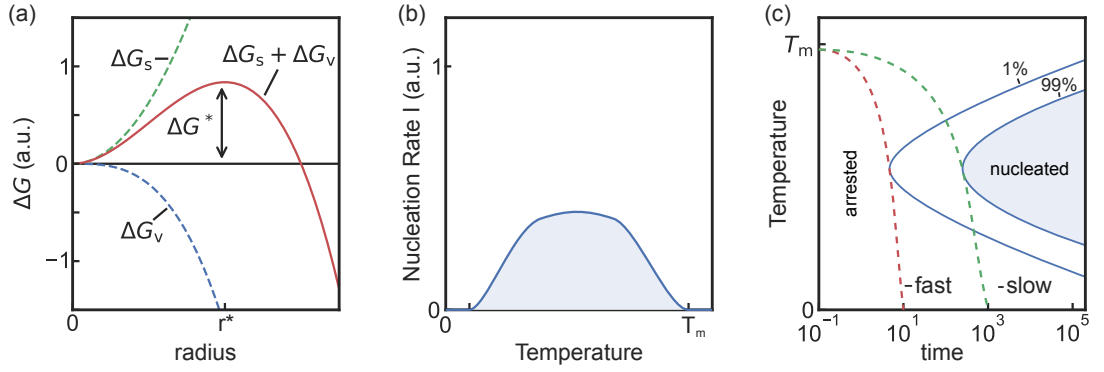 (a)
ΔG (a.u.)
1
0
−1
ΔGs
ΔGs + ΔGv
ΔG*
ΔGv
0
r*
radius
(b)
Nucleation Rate I (a.u.)
1
0
0
Tm
Temperature
(c)
Temperature
Tm
0
1%
99%
arrested
nucleated
-fast
-slow
10⁻¹
10¹
10³
10⁵
time